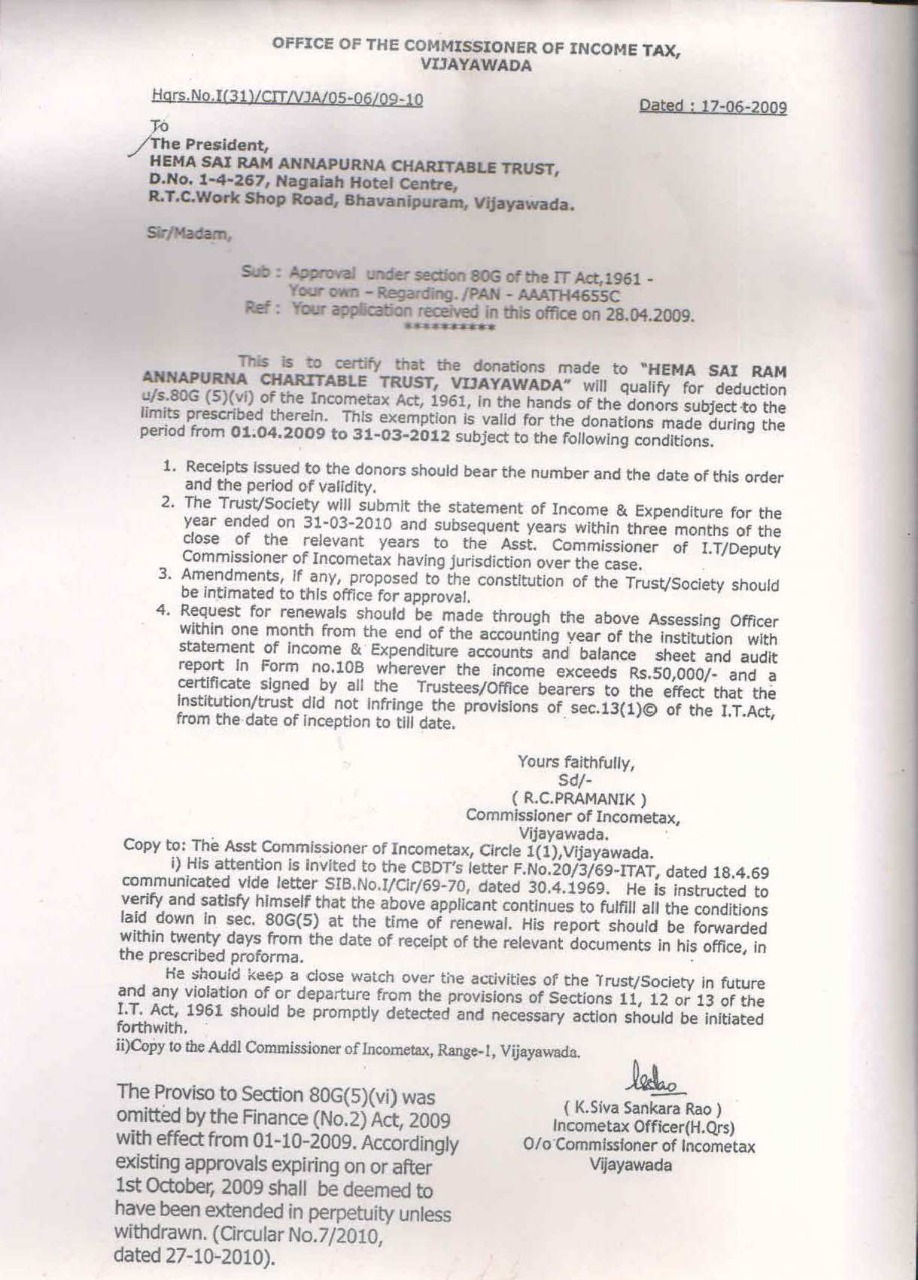 OFFICE OF THE COMMISSIONER OF INCOME TAX,
VIJAYAWADA
Hqrs.No.I(31)/CIT/VJA/05-06/09-10
Dated : 17-06-2009
To
The President,
HEMA SAI RAM ANNAPURNA CHARITABLE TRUST,
D.No. 1-4-267, Nagaiah Hotel Centre,
R.T.C.Work Shop Road, Bhavanipuram, Vijayawada.
Sir/Madam,
Sub : Approval under section 80G of the IT Act,1961 -
Your own – Regarding. /PAN - AAATH4655C
Ref : Your application received in this office on 28.04.2009.
**********
This is to certify that the donations made to "HEMA SAI RAM
ANNAPURNA CHARITABLE TRUST, VIJAYAWADA" will qualify for deduction
u/s.80G (5)(vi) of the Incometax Act, 1961, in the hands of the donors subject to the
limits prescribed therein. This exemption is valid for the donations made during the
period from 01.04.2009 to 31-03-2012 subject to the following conditions.
1. Receipts issued to the donors should bear the number and the date of this order
and the period of validity.
2. The Trust/Society will submit the statement of Income & Expenditure for the
year ended on 31-03-2010 and subsequent years within three months of the
close of the relevant years to the Asst. Commissioner of I.T/Deputy
Commissioner of Incometax having jurisdiction over the case.
3. Amendments, if any, proposed to the constitution of the Trust/Society should
be intimated to this office for approval.
4. Request for renewals should be made through the above Assessing Officer
within one month from the end of the accounting year of the institution with
statement of income & Expenditure accounts and balance sheet and audit
report in Form no.10B wherever the income exceeds Rs.50,000/- and a
certificate signed by all the Trustees/Office bearers to the effect that the
institution/trust did not infringe the provisions of sec.13(1)© of the I.T.Act,
from the date of inception to till date.
Yours faithfully,
Sd/-
( R.C.PRAMANIK )
Commissioner of Incometax,
Vijayawada.
Copy to: The Asst Commissioner of Incometax, Circle 1(1),Vijayawada.
i) His attention is invited to the CBDT's letter F.No.20/3/69-ITAT, dated 18.4.69
communicated vide letter SIB.No.I/Cir/69-70, dated 30.4.1969. He is instructed to
verify and satisfy himself that the above applicant continues to fulfill all the conditions
laid down in sec. 80G(5) at the time of renewal. His report should be forwarded
within twenty days from the date of receipt of the relevant documents in his office, in
the prescribed proforma.
He should keep a close watch over the activities of the Trust/Society in future
and any violation of or departure from the provisions of Sections 11, 12 or 13 of the
I.T. Act, 1961 should be promptly detected and necessary action should be initiated
forthwith.
ii)Copy to the Addl Commissioner of Incometax, Range-1, Vijayawada.
( K.Siva Sankara Rao )
Incometax Officer(H.Qrs)
O/o Commissioner of Incometax
Vijayawada
The Proviso to Section 80G(5)(vi) was
omitted by the Finance (No.2) Act, 2009
with effect from 01-10-2009. Accordingly
existing approvals expiring on or after
1st October, 2009 shall be deemed to
have been extended in perpetuity unless
withdrawn. (Circular No.7/2010,
dated 27-10-2010).